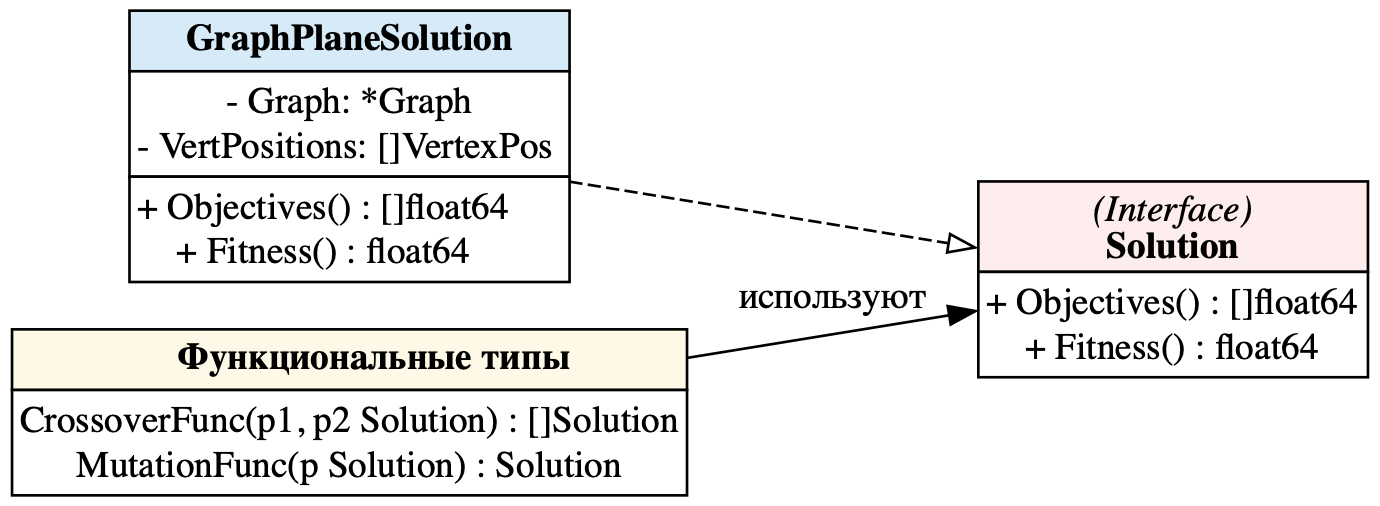 GraphPlaneSolution
- Graph: *Graph
- VertPositions: []VertexPos
+ Objectives() : []float64
+ Fitness() : float64
(Interface)
Solution
+ Objectives() : []float64
+ Fitness() : float64
используют
Функциональные типы
CrossoverFunc(p1, p2 Solution) : []Solution
MutationFunc(p Solution) : Solution